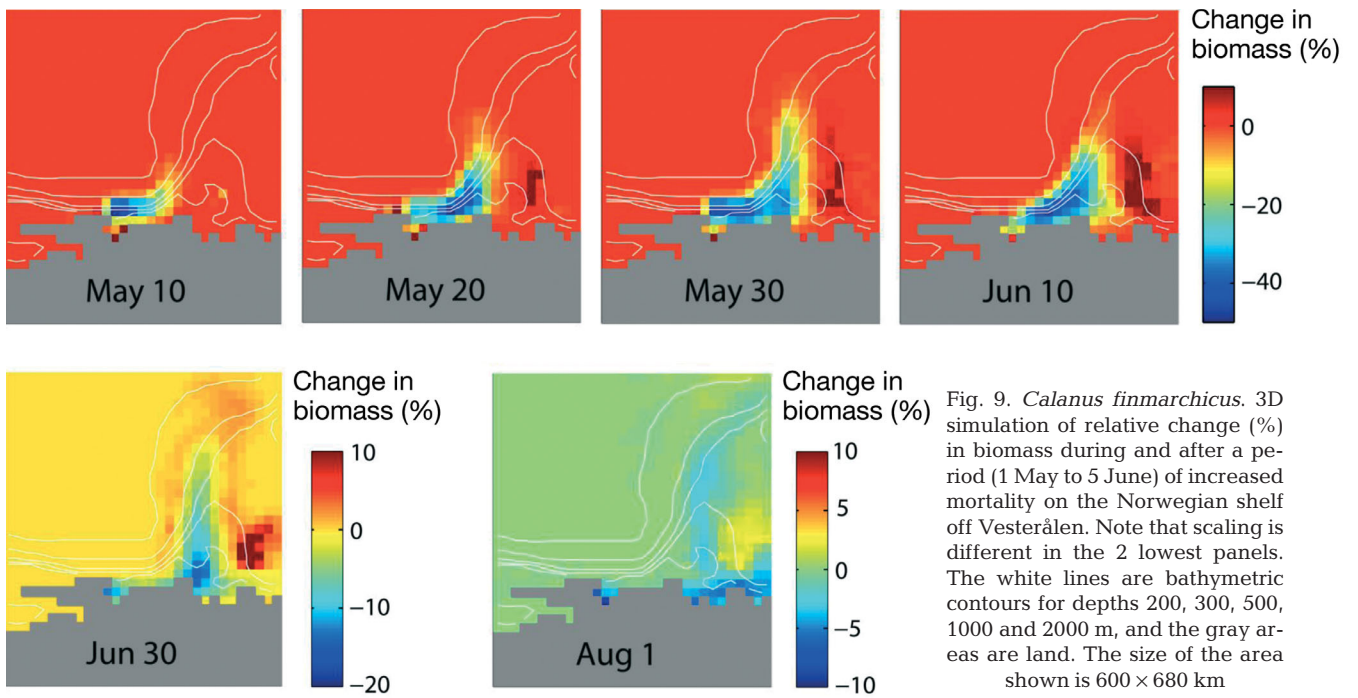 Change in
biomass (%)
0
−20
−40
May 10
May 20
May 30
Jun 10
Change in
biomass (%)
10
0
−10
−20
Jun 30
Change in
biomass (%)
10
5
0
−5
−10
Aug 1
Fig. 9. Calanus finmarchicus. 3D
simulation of relative change (%)
in biomass during and after a pe-
riod (1 May to 5 June) of increased
mortality on the Norwegian shelf
off Vesterålen. Note that scaling is
different in the 2 lowest panels.
The white lines are bathymetric
contours for depths 200, 300, 500,
1000 and 2000 m, and the gray ar-
eas are land. The size of the area
shown is 600 × 680 km